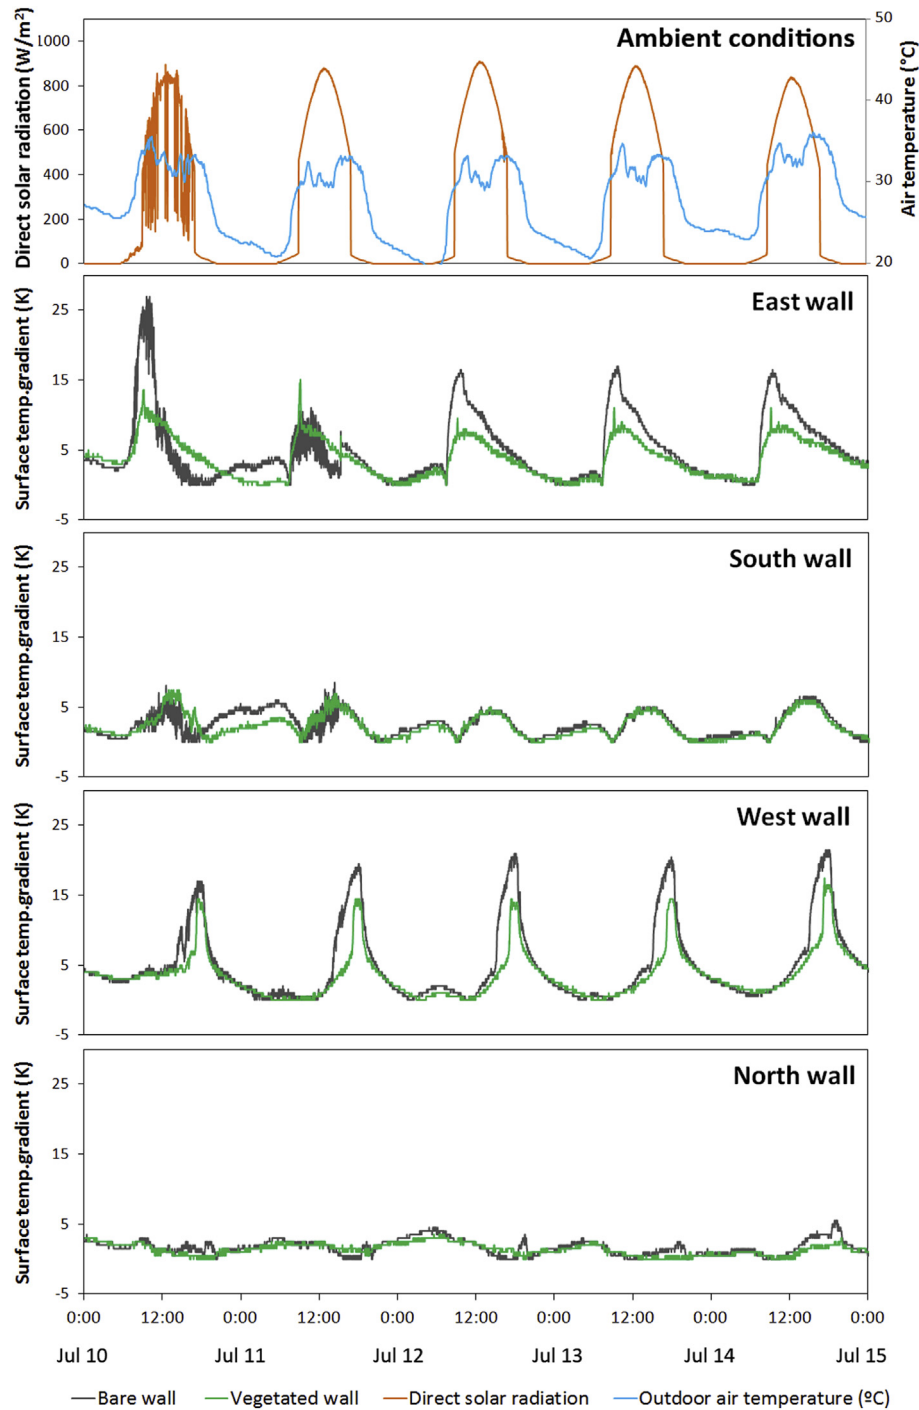 Ambient conditions
Direct solar radiation (W/m²)
1000
800
600
400
200
0
Air temperature (°C)
50
40
30
20
East wall
Surface temp.gradient (K)
25
15
5
-5
South wall
Surface temp.gradient (K)
25
15
5
-5
West wall
Surface temp.gradient (K)
25
15
5
-5
North wall
Surface temp.gradient (K)
25
15
5
-5
0:00 12:00 0:00 12:00 0:00 12:00 0:00 12:00 0:00 12:00 0:00
Jul 10 Jul 11 Jul 12 Jul 13 Jul 14 Jul 15
Bare wall Vegetated wall Direct solar radiation Outdoor air temperature (ºC)